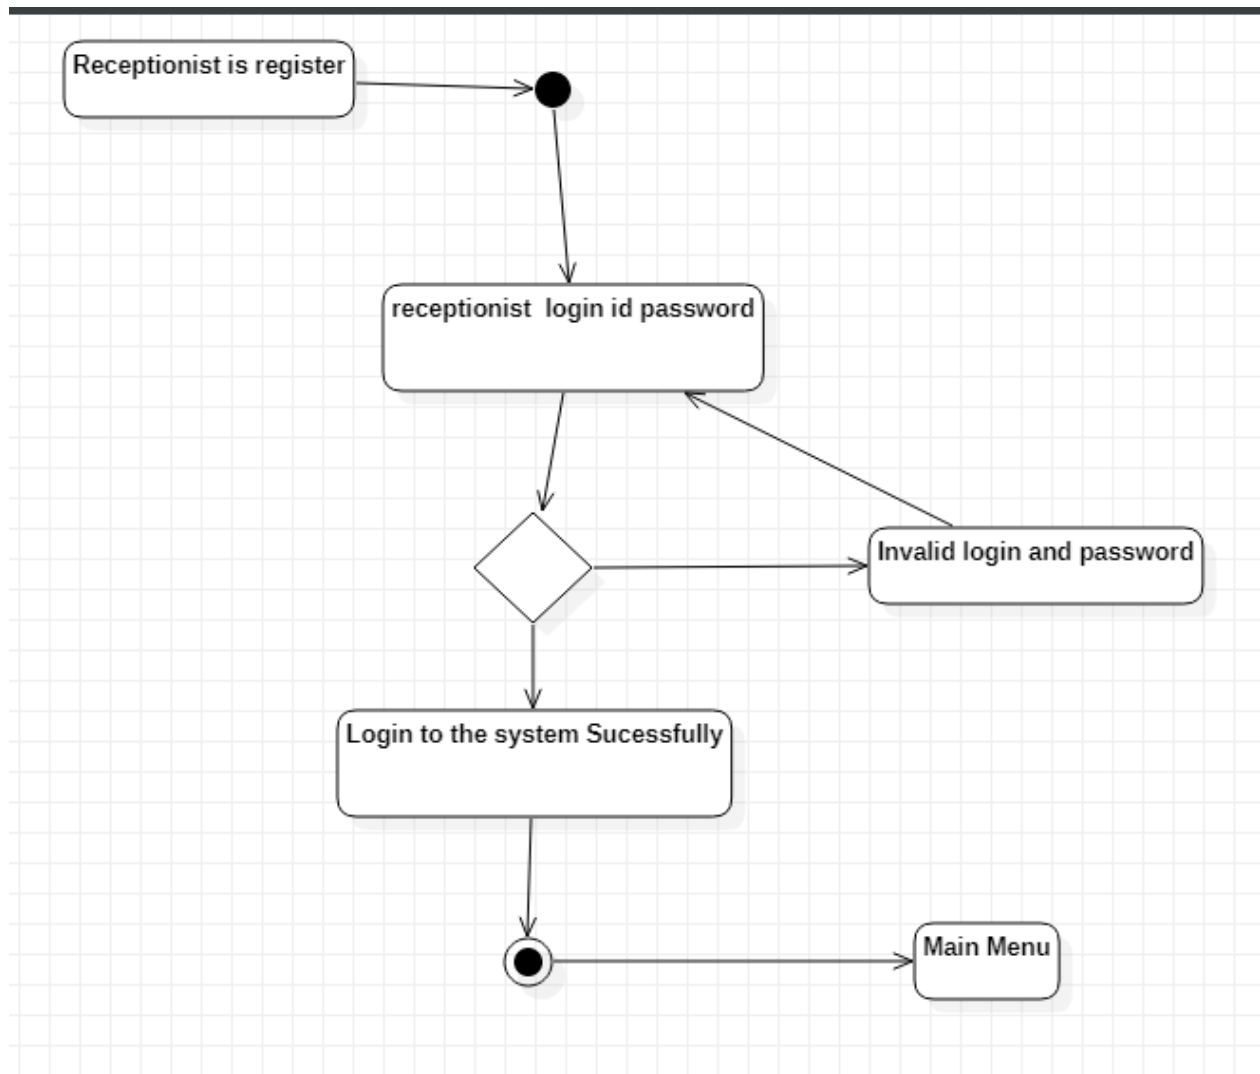 Receptionist is register
receptionist  login id password
Invalid login and password
Login to the system Sucessfully
Main Menu